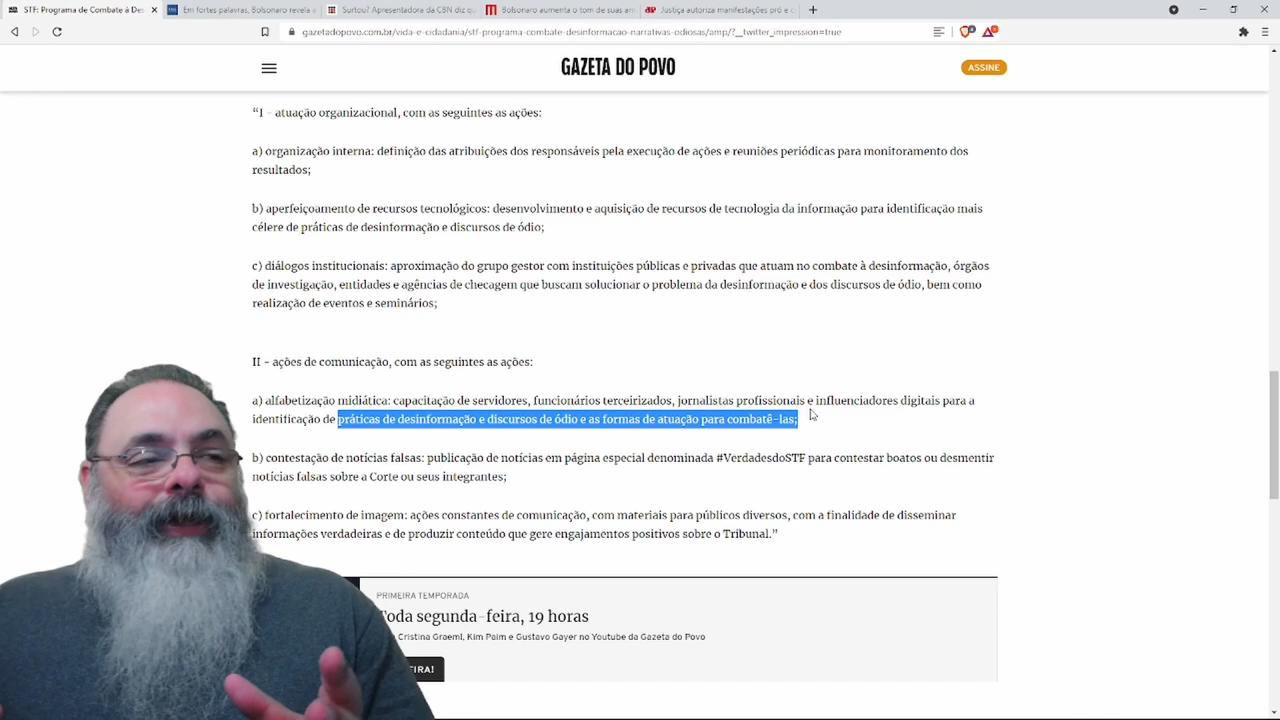 STF: Programa de Combate à Des
Em fortes palavras, Bolsonaro revela
Surtou? Apresentadora da CBN diz qu
Bolsonaro aumenta o tom de suas am
Justiça autoriza manifestações pró e c
gazetadopovo.com.br/vida-e-cidadania/stf-programa-combate-desinformacao-narrativas-odiosas/amp/?__twitter_impression=true
GAZETA DO POVO
ASSINE
“I - atuação organizacional, com as seguintes as ações:
a) organização interna: definição das atribuições dos responsáveis pela execução de ações e reuniões periódicas para monitoramento dos
resultados;
b) aperfeiçoamento de recursos tecnológicos: desenvolvimento e aquisição de recursos de tecnologia da informação para identificação mais
célere de práticas de desinformação e discursos de ódio;
c) diálogos institucionais: aproximação do grupo gestor com instituições públicas e privadas que atuam no combate à desinformação, órgãos
de investigação, entidades e agências de checagem que buscam solucionar o problema da desinformação e dos discursos de ódio, bem como
realização de eventos e seminários;
II - ações de comunicação, com as seguintes as ações:
a) alfabetização midiática: capacitação de servidores, funcionários terceirizados, jornalistas profissionais e influenciadores digitais para a
identificação de práticas de desinformação e discursos de ódio e as formas de atuação para combatê-las;
b) contestação de notícias falsas: publicação de notícias em página especial denominada #VerdadesdoSTF para contestar boatos ou desmentir
notícias falsas sobre a Corte ou seus integrantes;
c) fortalecimento de imagem: ações constantes de comunicação, com materiais para públicos diversos, com a finalidade de disseminar
informações verdadeiras e de produzir conteúdo que gere engajamentos positivos sobre o Tribunal.”
PRIMEIRA TEMPORADA
Toda segunda-feira, 19 horas
Cristina Graeml, Kim Paim e Gustavo Gayer no Youtube da Gazeta do Povo
IRA!